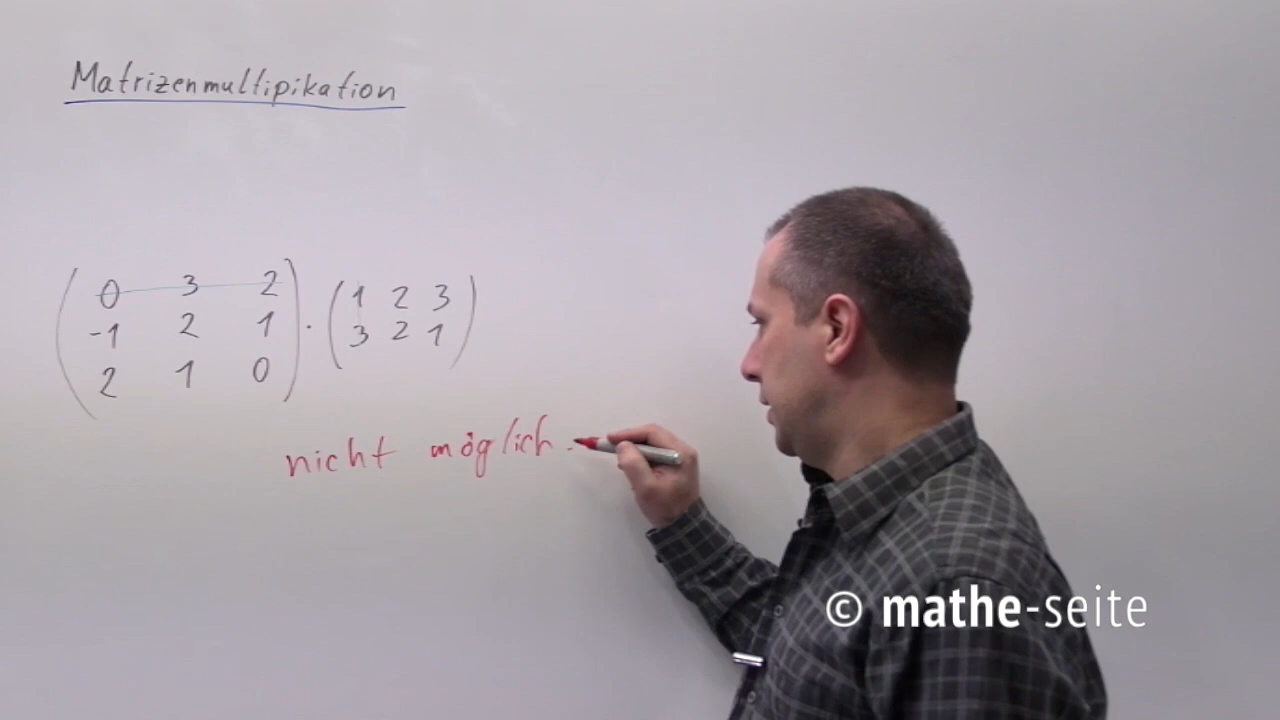 Matrizenmultipikation
0 3 2
-1 2 1
2 1 0
·
1 2 3
3 2 1
nicht möglich.
© mathe-seite